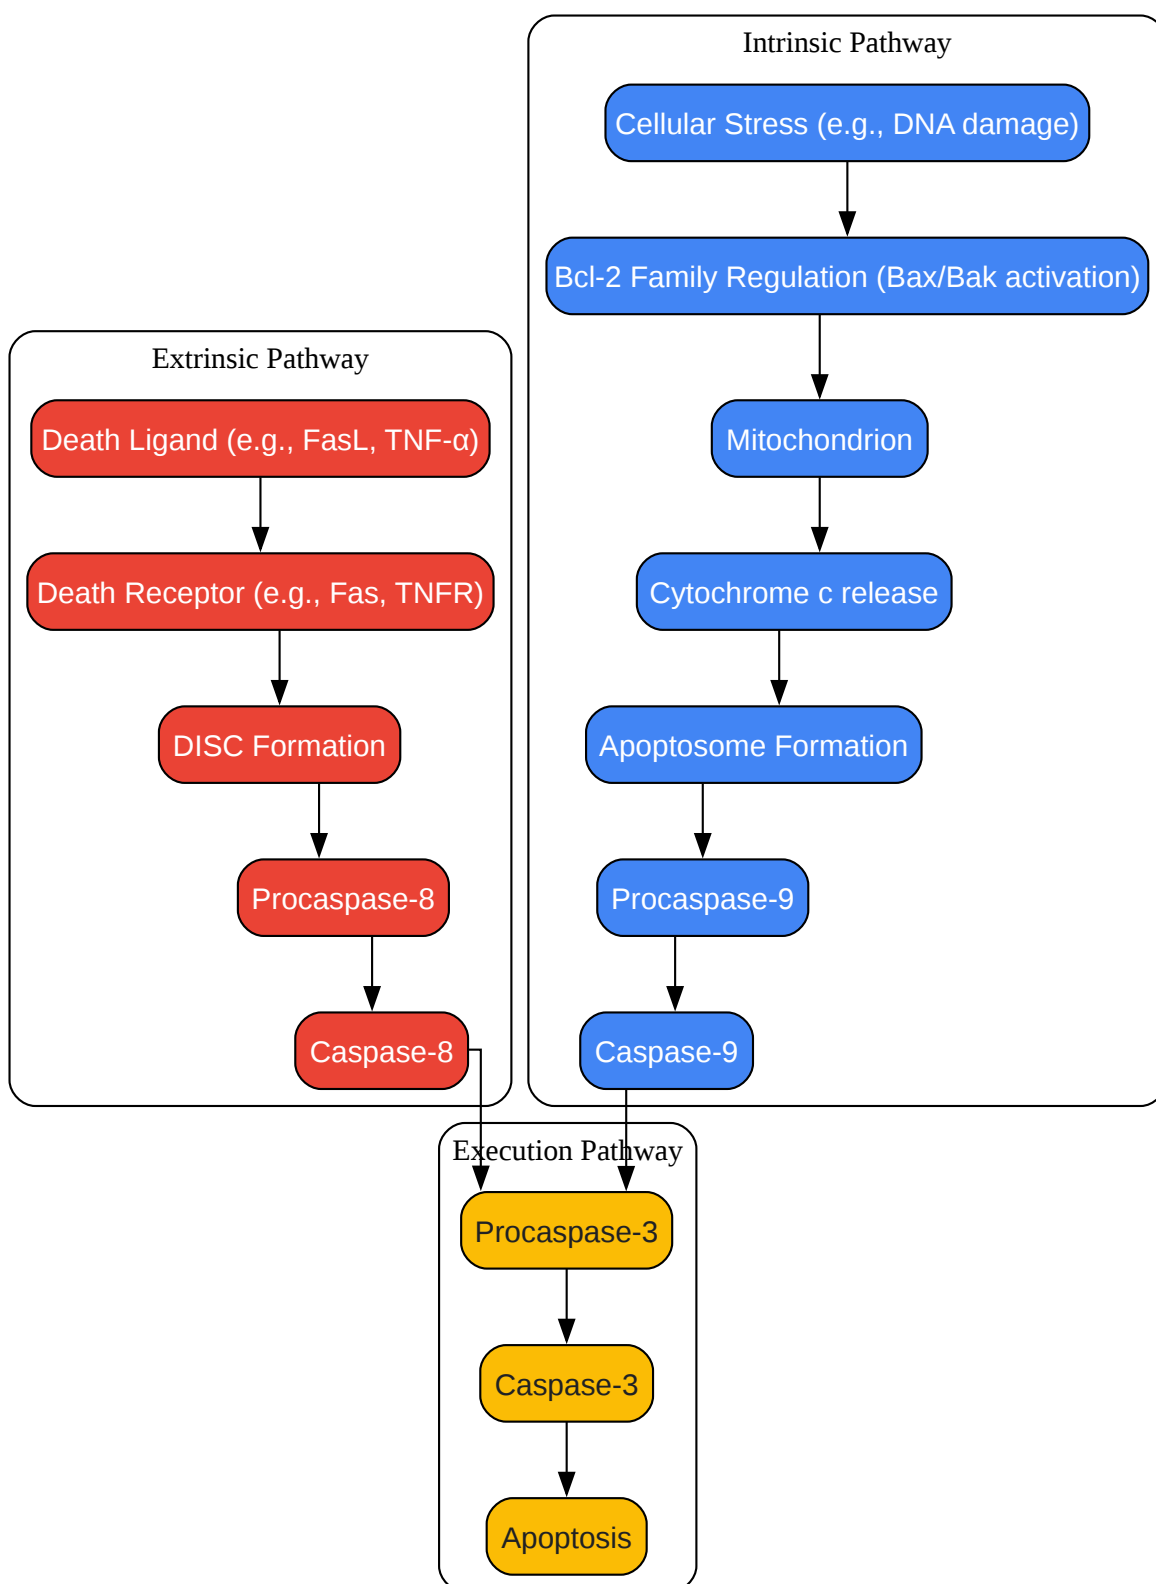 Intrinsic Pathway
Cellular Stress (e.g., DNA damage)
Bcl-2 Family Regulation (Bax/Bak activation)
Mitochondrion
Cytochrome c release
Apoptosome Formation
Procaspase-9
Caspase-9
Extrinsic Pathway
Death Ligand (e.g., FasL, TNF-α)
Death Receptor (e.g., Fas, TNFR)
DISC Formation
Procaspase-8
Caspase-8
Execution Pathway
Procaspase-3
Caspase-3
Apoptosis